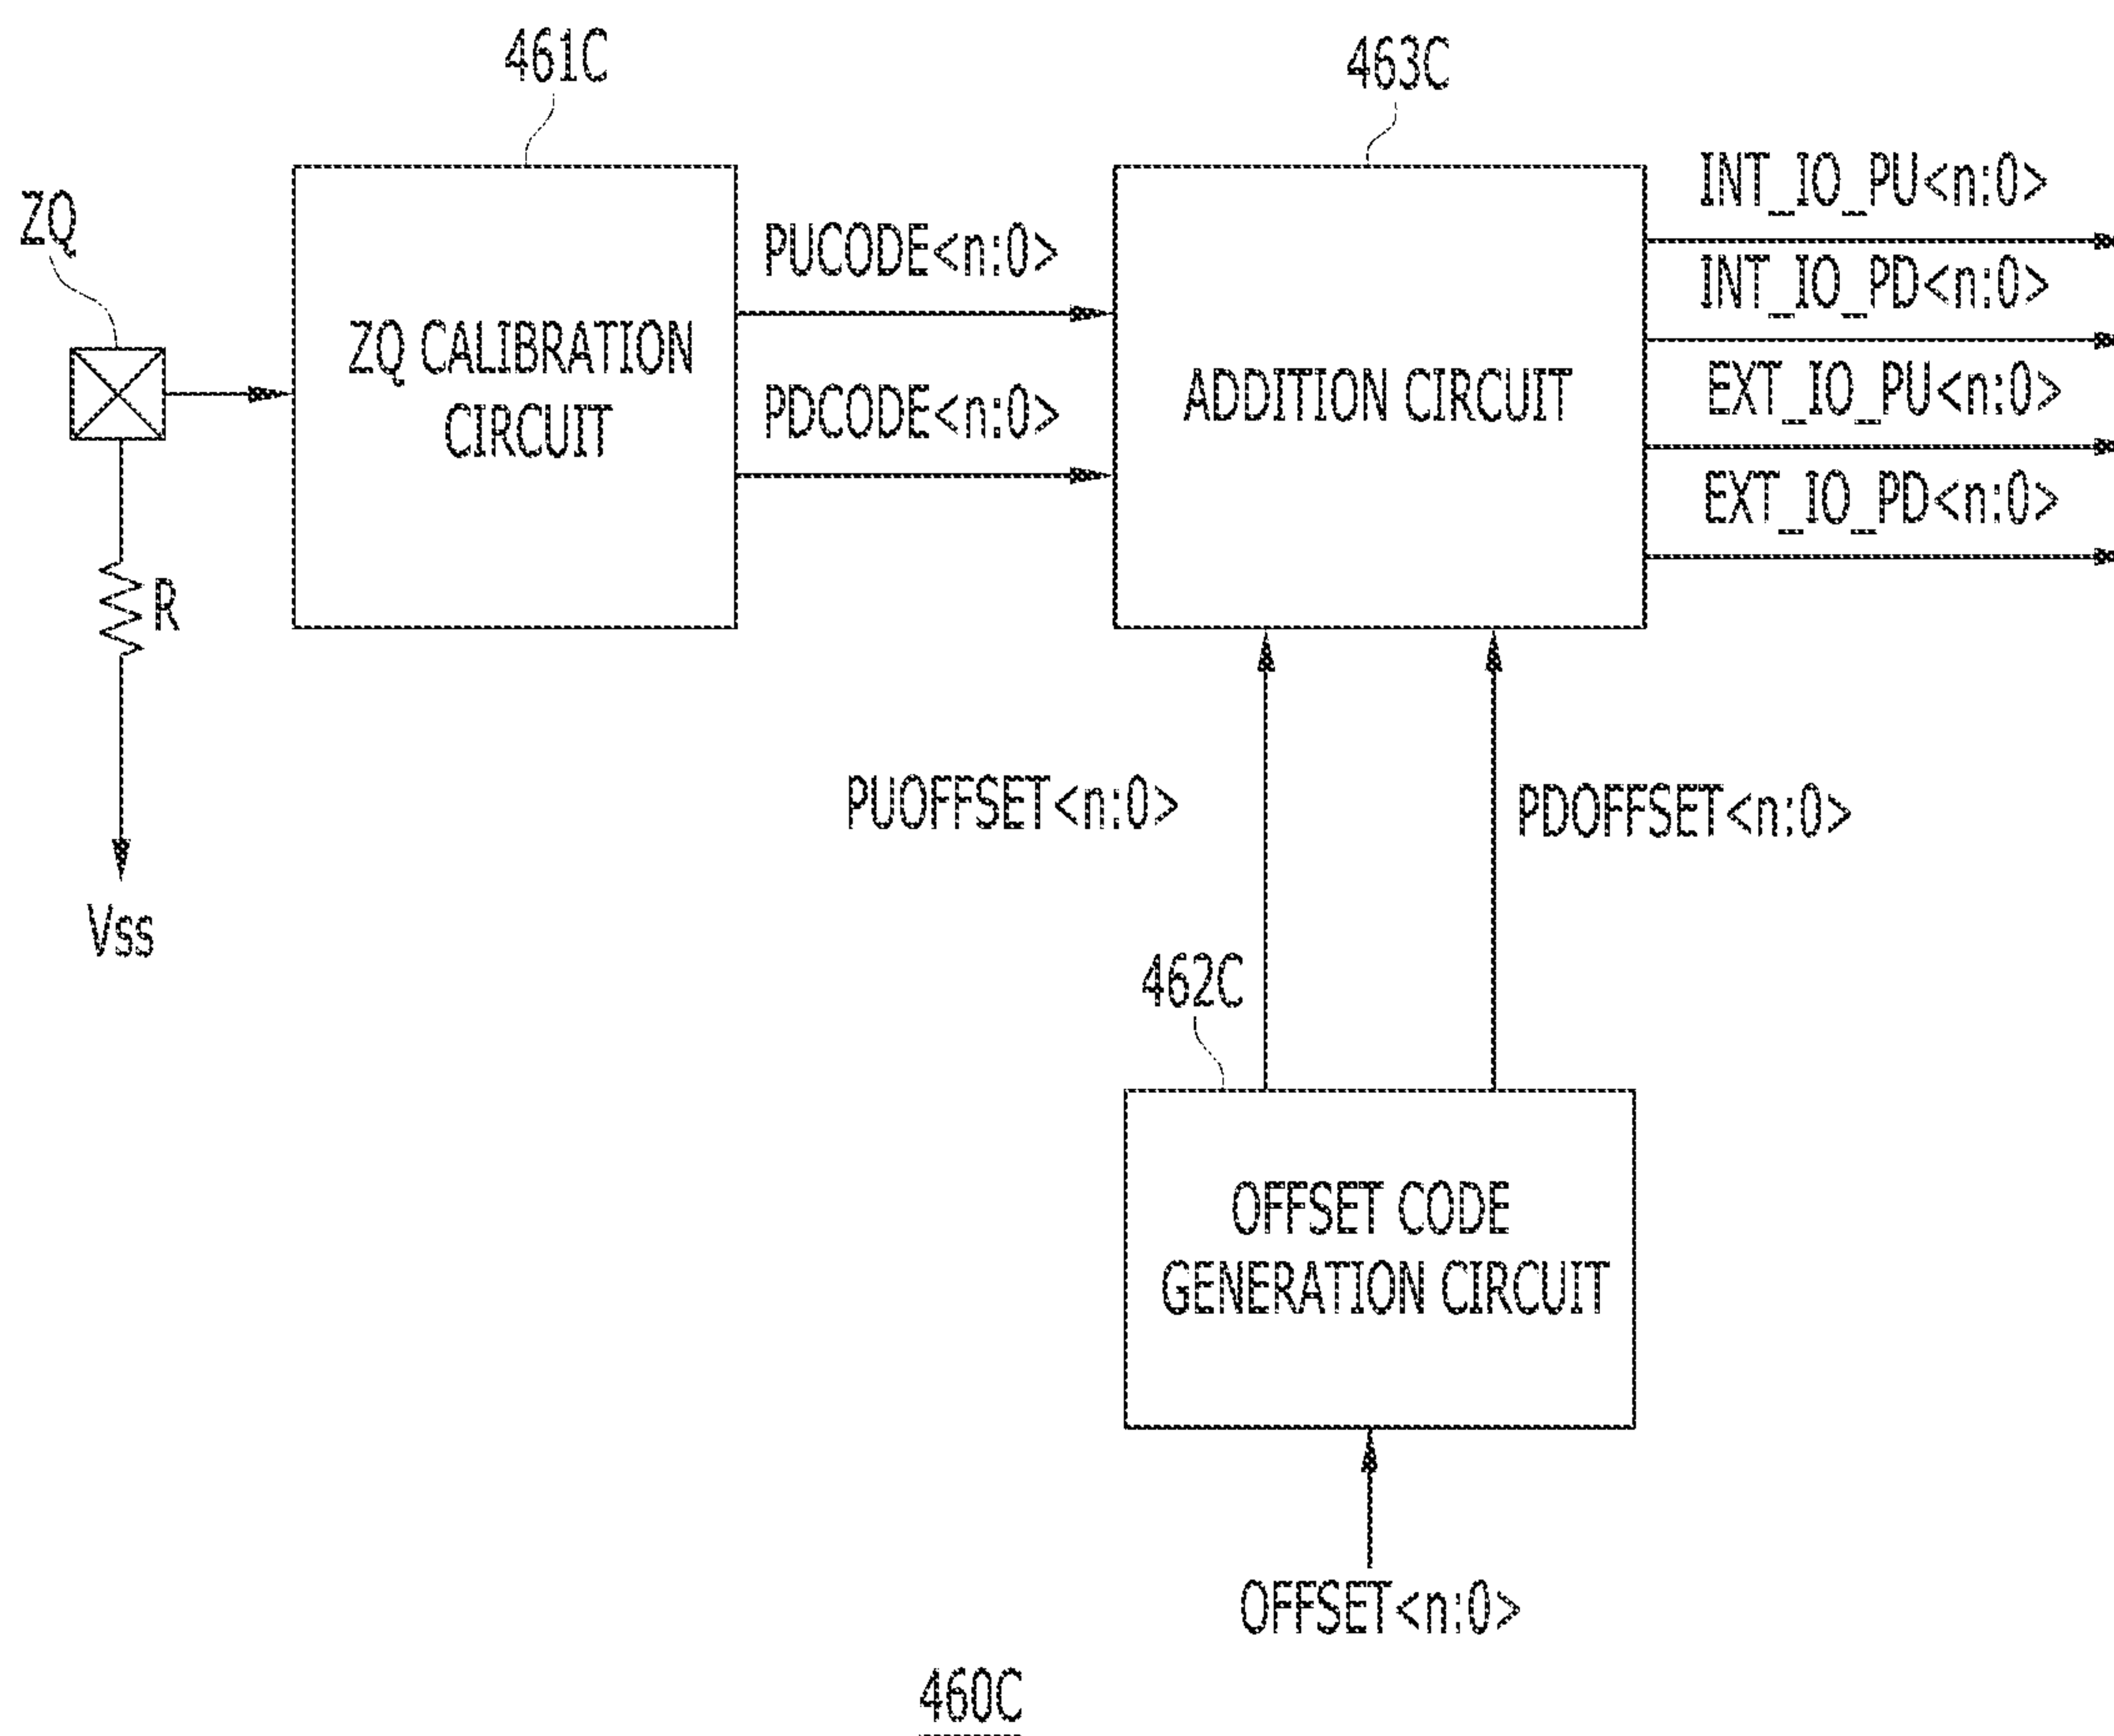 461C
463C
ZQ
ZQ CALIBRATION
CIRCUIT
PUCODE<n:0>
PDCODE<n:0>
ADDITION CIRCUIT
INT_IO_PU<n:0>
INT_IO_PD<n:0>
EXT_IO_PU<n:0>
EXT_IO_PD<n:0>
R
Vss
PUOFFSET<n:0>
PDOFFSET<n:0>
462C
OFFSET CODE
GENERATION CIRCUIT
OFFSET<n:0>
460C